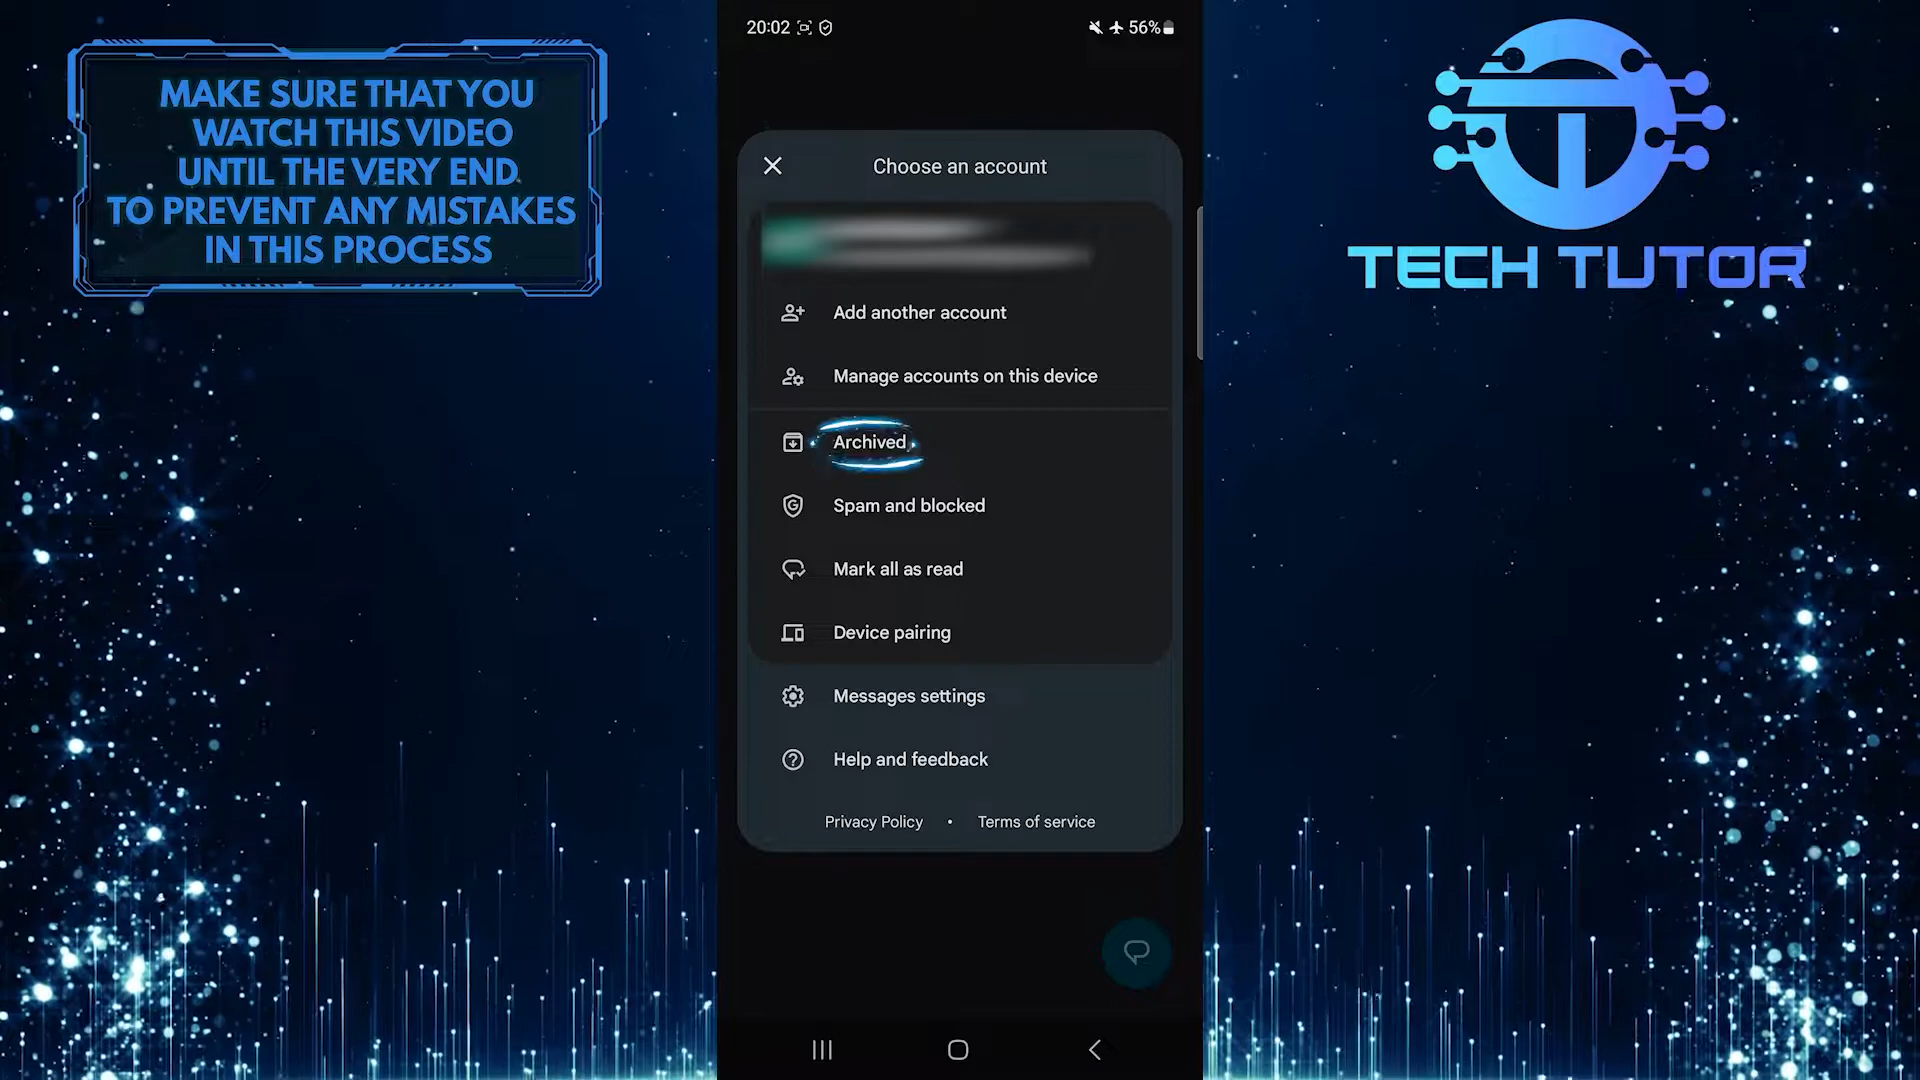 MAKE SURE THAT YOU
WATCH THIS VIDEO
UNTIL THE VERY END
TO PREVENT ANY MISTAKES
IN THIS PROCESS
20:02
56%
Choose an account
Add another account
Manage accounts on this device
Archived
Spam and blocked
Mark all as read
Device pairing
Messages settings
Help and feedback
Privacy Policy • Terms of service
TECH TUTOR